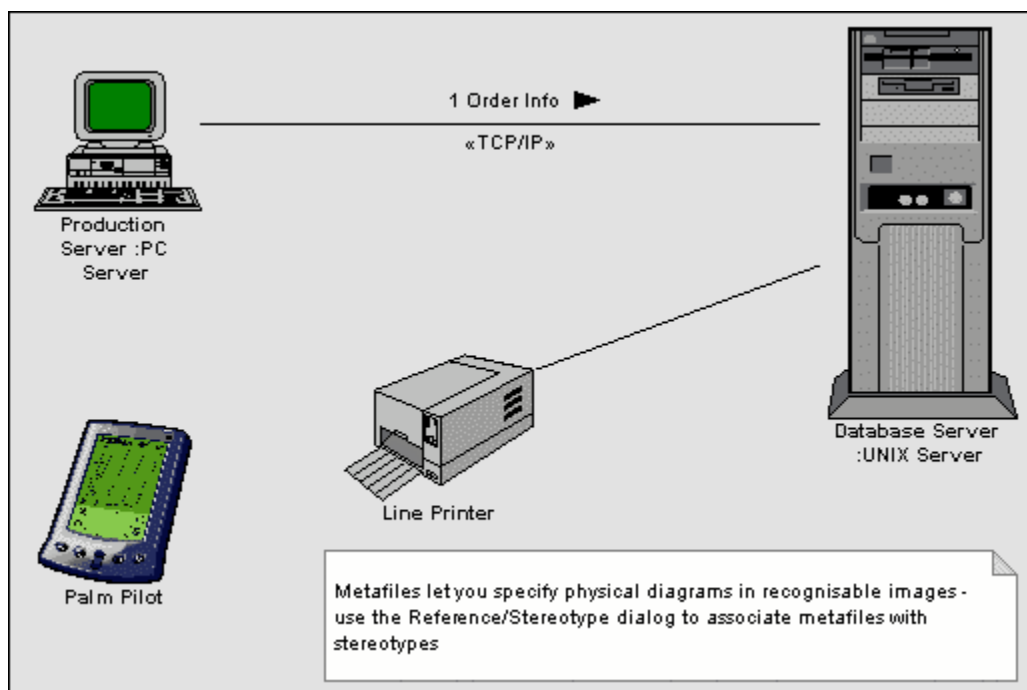 1 Order Info
«TCP/IP»
Production
Server :PC
Server
Database Server
:UNIX Server
Line Printer
Palm Pilot
Metafiles let you specify physical diagrams in recognisable images -
use the Reference/Stereotype dialog to associate metafiles with
stereotypes